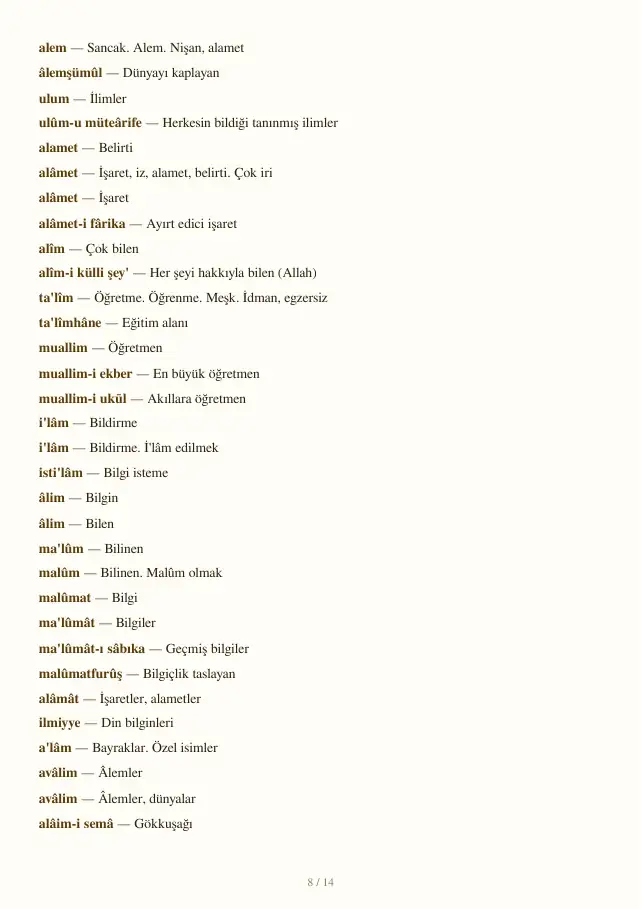 alem — Sancak. Alem. Nişan, alamet
âlemşümûl — Dünyayı kaplayan
ulum — İlimler
ulûm-u müteârife — Herkesin bildiği tanınmış ilimler
alamet — Belirti
alâmet — İşaret, iz, alamet, belirti. Çok iri
alâmet — İşaret
alâmet-i fârika — Ayırt edici işaret
alîm — Çok bilen
alîm-i külli şey' — Her şeyi hakkıyla bilen (Allah)
ta'lîm — Öğretme. Öğrenme. Meşk. İdman, egzersiz
ta'lîmhâne — Eğitim alanı
muallim — Öğretmen
muallim-i ekber — En büyük öğretmen
muallim-i ukūl — Akıllara öğretmen
i'lâm — Bildirme
i'lâm — Bildirme. İ'lâm edilmek
isti'lâm — Bilgi isteme
âlim — Bilgin
âlim — Bilen
ma'lûm — Bilinen
malûm — Bilinen. Malûm olmak
malûmat — Bilgi
ma'lûmât — Bilgiler
ma'lûmât-ı sâbıka — Geçmiş bilgiler
malûmatfurûş — Bilgiçlik taslayan
alâmât — İşaretler, alametler
ilmiyye — Din bilginleri
a'lâm — Bayraklar. Özel isimler
avâlim — Âlemler
avâlim — Âlemler, dünyalar
alâim-i semâ — Gökkuşağı
8 / 14